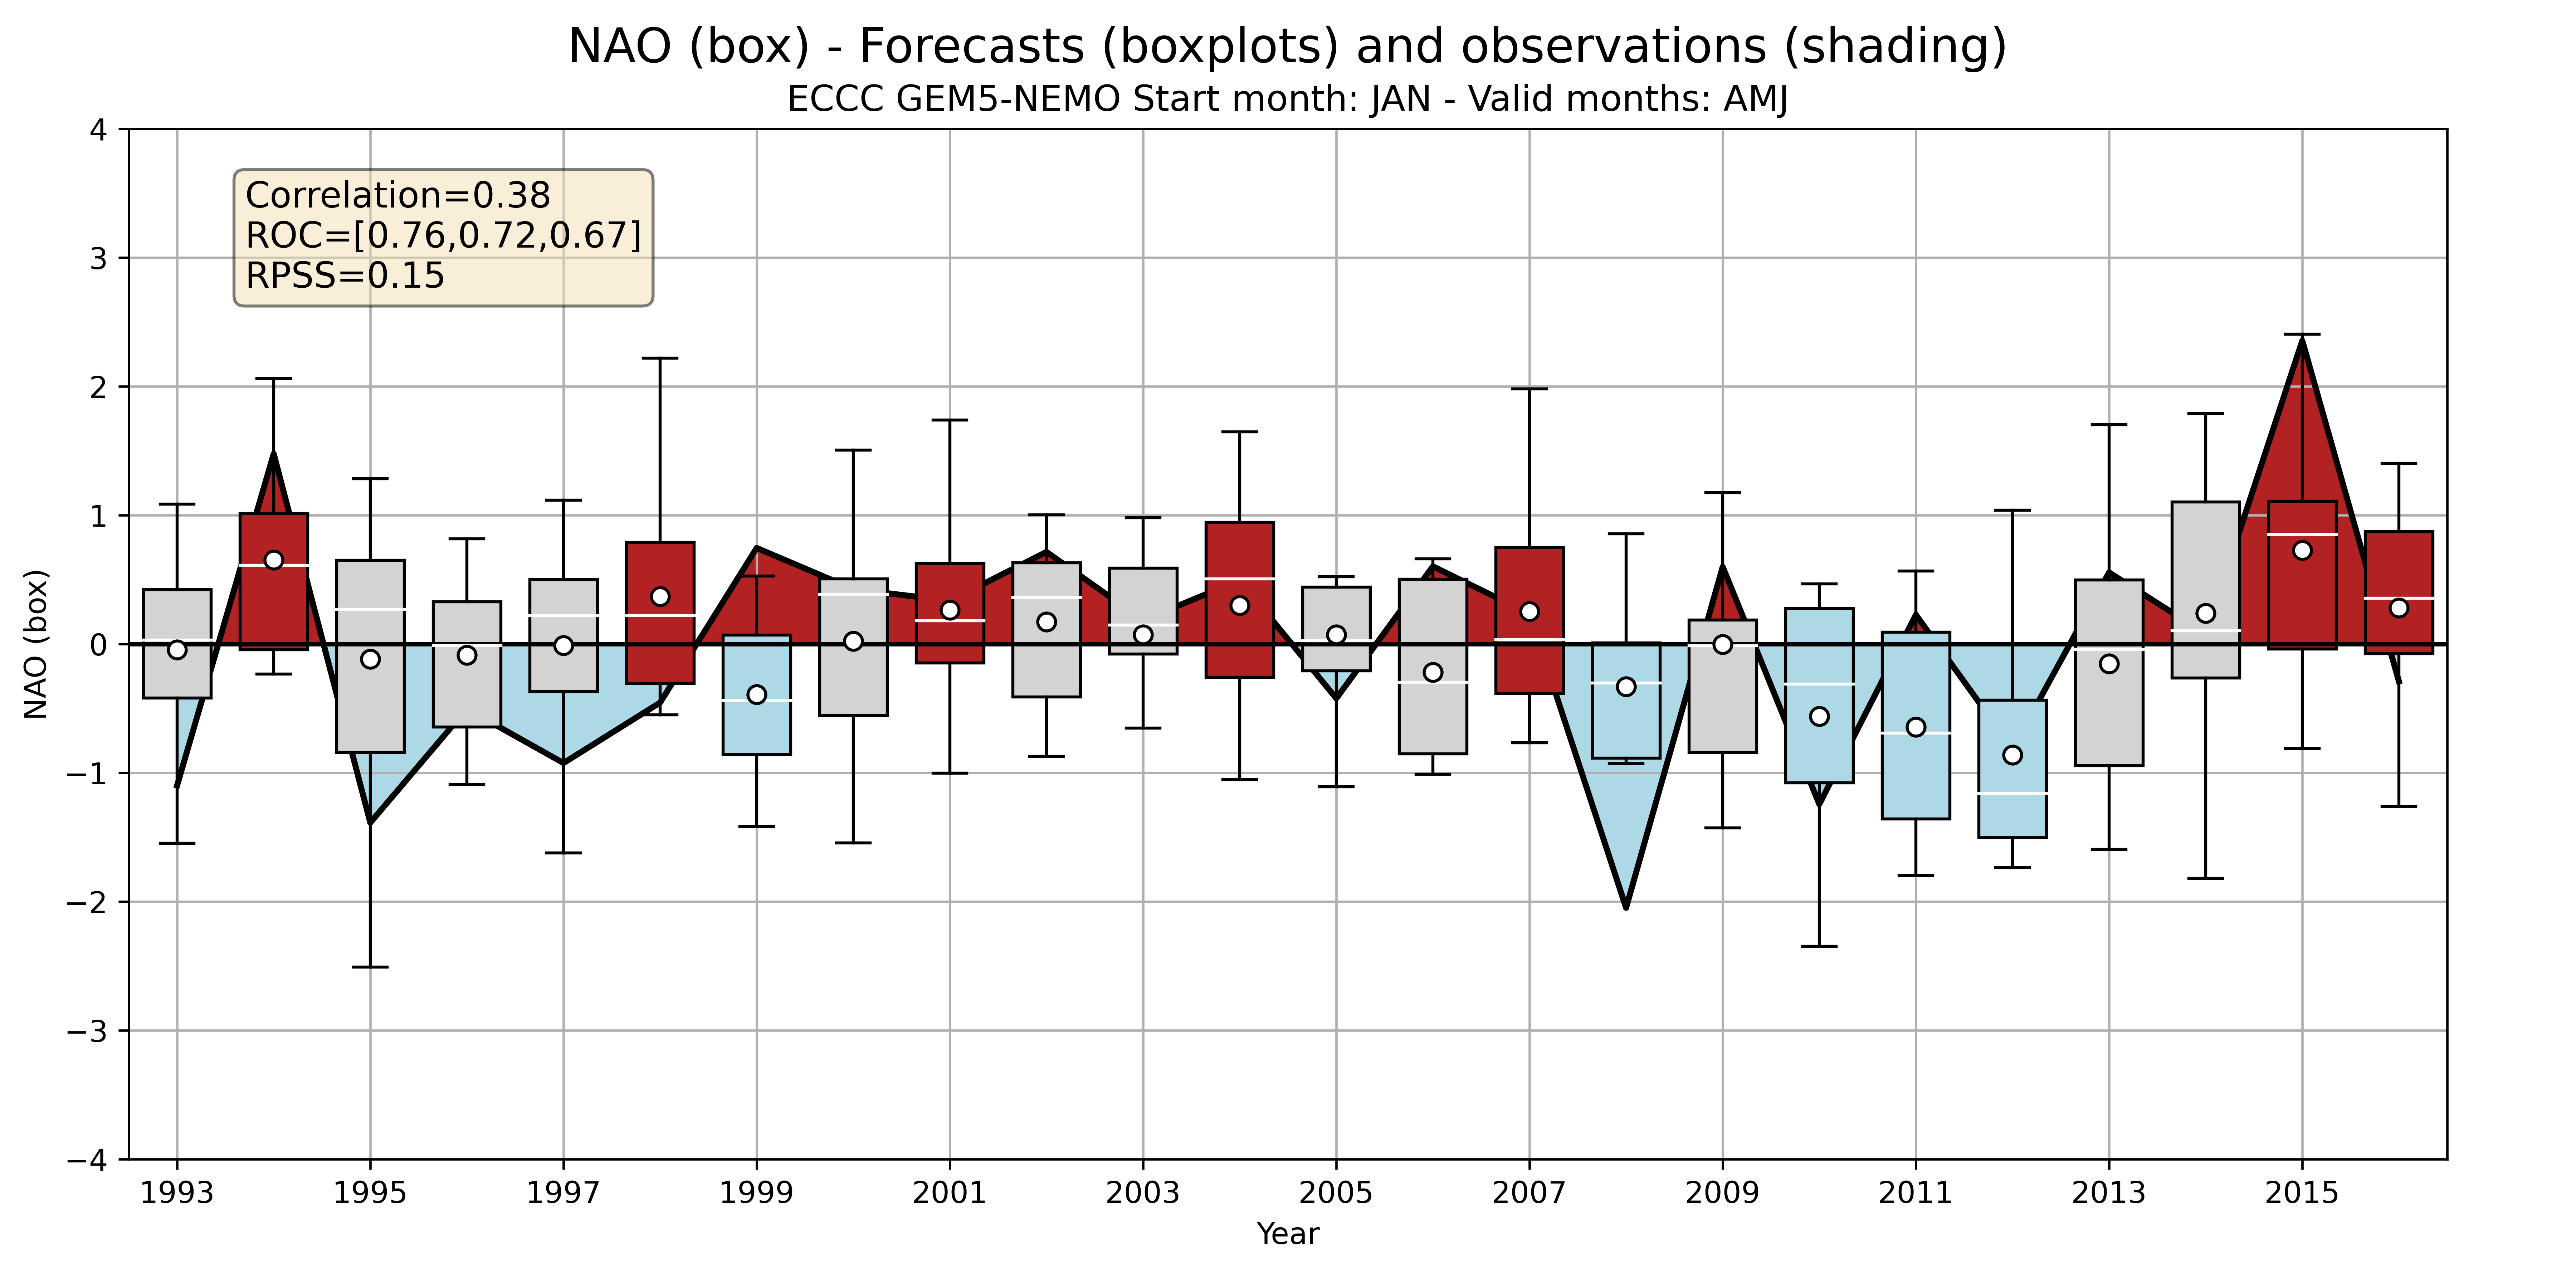 NAO (box) - Forecasts (boxplots) and observations (shading)
ECCC GEM5-NEMO Start month: JAN - Valid months: AMJ
Correlation=0.38
ROC=[0.76,0.72,0.67]
RPSS=0.15
NAO (box)
4
3
2
1
0
−1
−2
−3
−4
1993 1995 1997 1999 2001 2003 2005 2007 2009 2011 2013 2015
Year